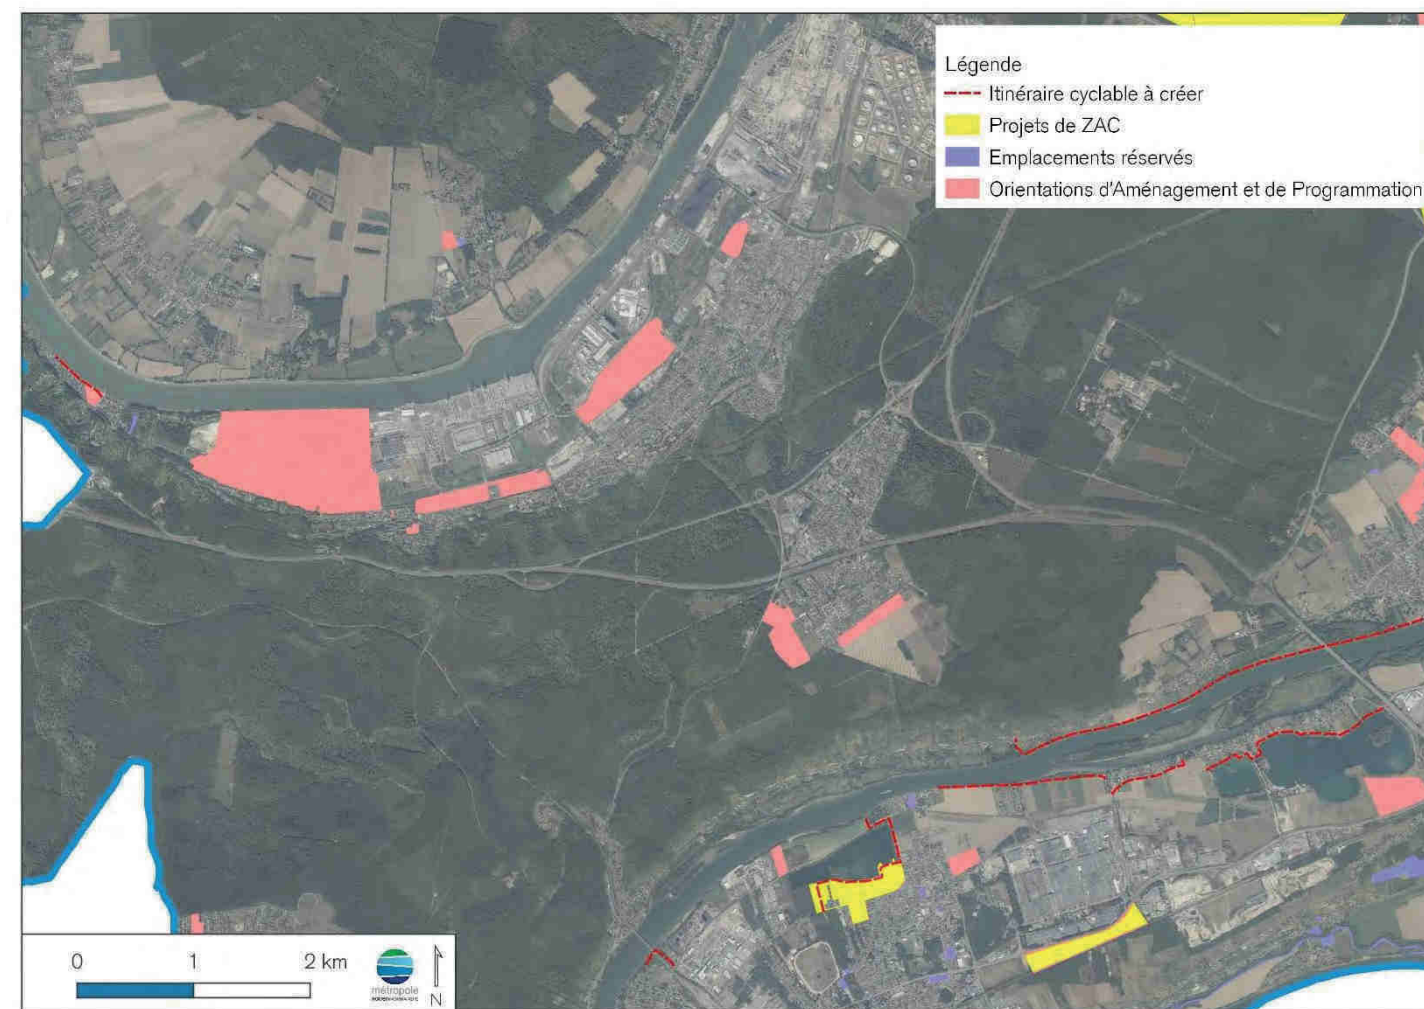 Légende
Itinéraire cyclable à créer
Projets de ZAC
Emplacements réservés
Orientations d'Aménagement et de Programmation
0 1 2 km
métropole
ROUENNORMANDIE
N